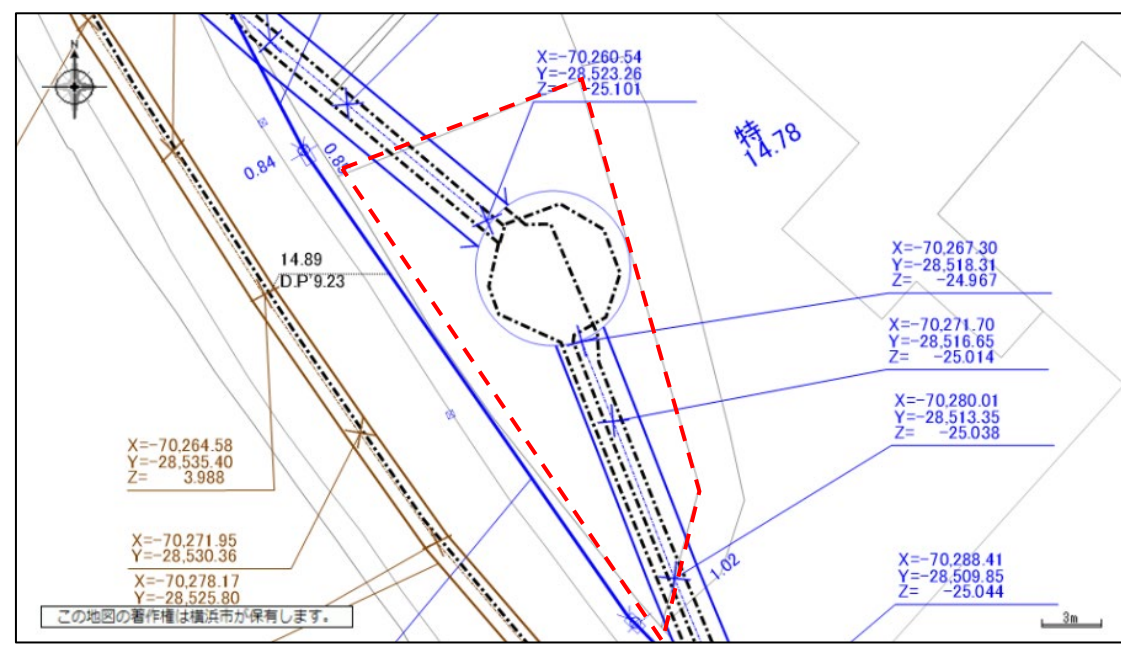 N
X=-70,260.54
Y=-28,523.26
Z= -25.101
特
14.78
0.84
0.89
14.89
D.P'9.23
X=-70,267.30
Y=-28,518.31
Z= -24.967
X=-70,271.70
Y=-28,516.65
Z= -25.014
X=-70,280.01
Y=-28,513.35
Z= -25.038
X=-70,264.58
Y=-28,535.40
Z= 3.988
X=-70,271.95
Y=-28,530.36
X=-70,278.17
Y=-28,525.80
1.02
X=-70,288.41
Y=-28,509.85
Z= -25.044
この地図の著作権は横浜市が保有します。
3m